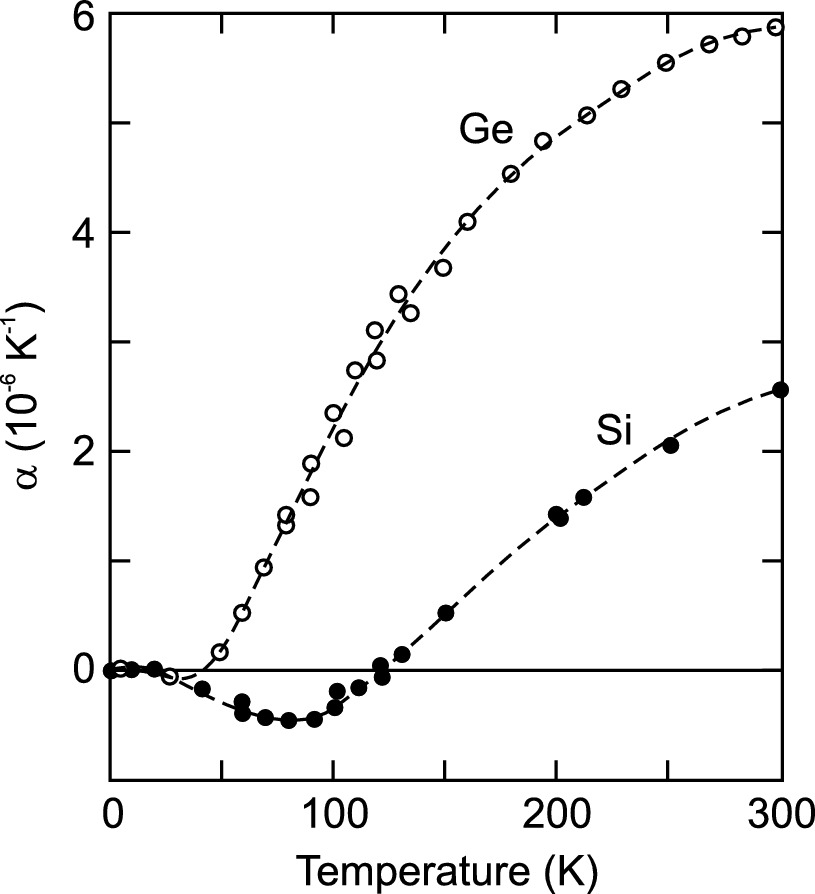 6
4
2
0
α (10⁻⁶ K⁻¹)
Ge
Si
0 100 200 300
Temperature (K)